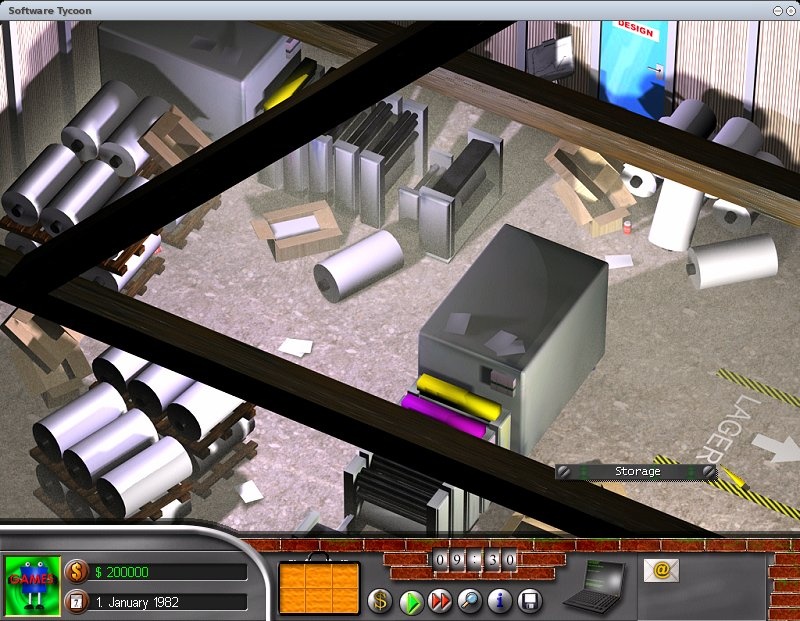 Software Tycoon
DESIGN
LAGER
Storage
GAMES
$
$ 200000
?
1. January 1982
09:30
$
i
@